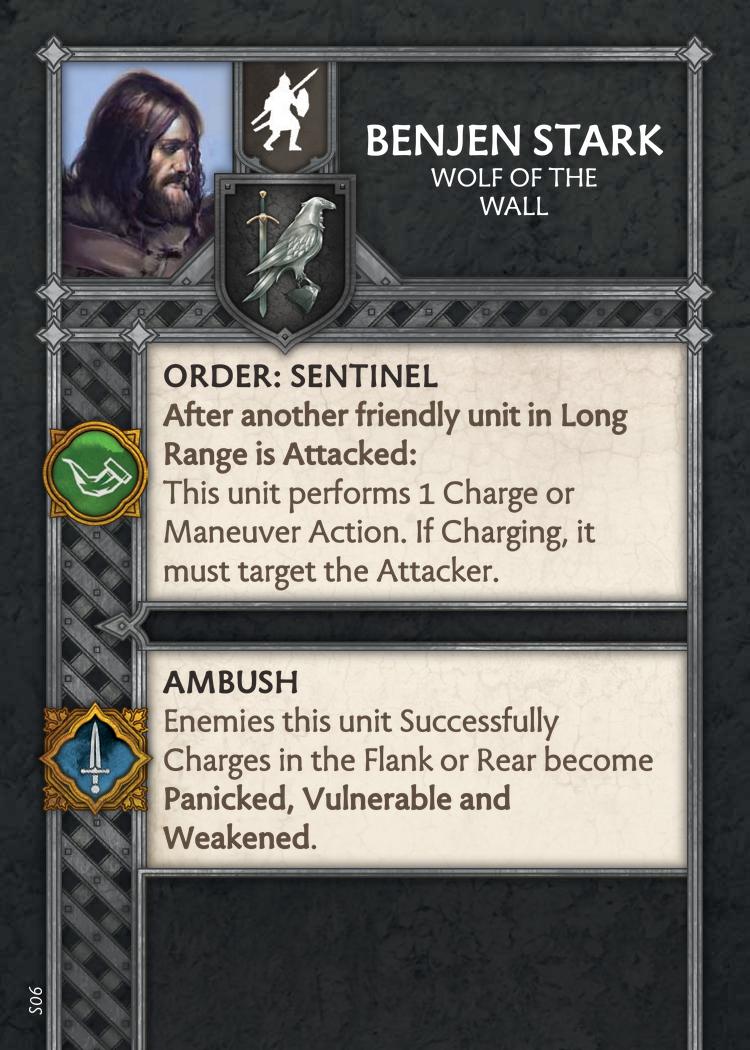 BENJEN STARK
WOLF OF THE
WALL
ORDER: SENTINEL
After another friendly unit in Long
Range is Attacked:
This unit performs 1 Charge or
Maneuver Action. If Charging, it
must target the Attacker.
AMBUSH
Enemies this unit Successfully
Charges in the Flank or Rear become
Panicked, Vulnerable and
Weakened.
S06